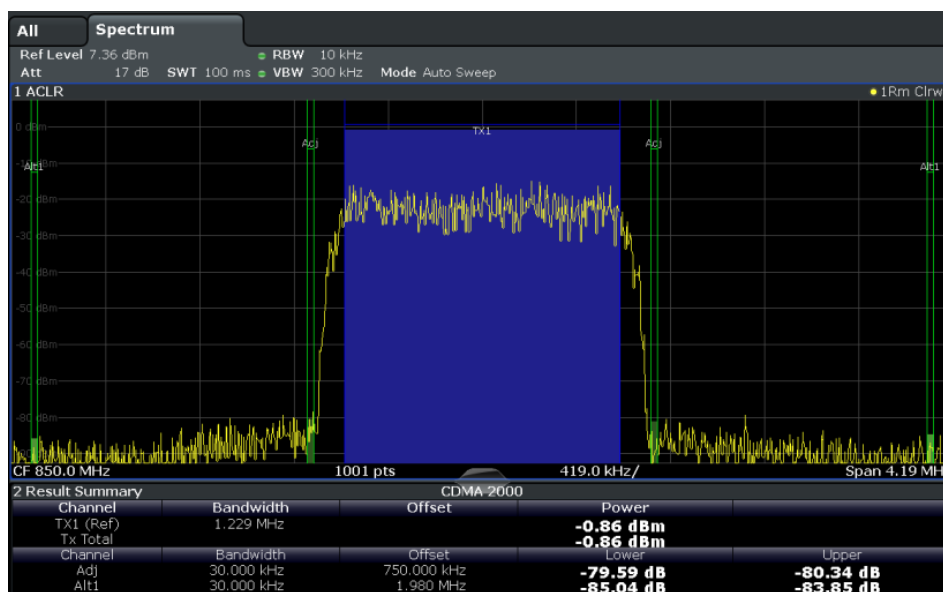 All Spectrum
Ref Level 7.36 dBm RBW 10 kHz
Att 17 dB SWT 100 ms VBW 300 kHz Mode Auto Sweep
1 ACLR 1Rm Clrw
0 dBm
TX1
Adj Adj
Alt1 Alt1
-20 dBm
-30 dBm
-40 dBm
-50 dBm
-60 dBm
-70 dBm
-80 dBm
CF 850.0 MHz 1001 pts 419.0 kHz/ Span 4.19 MH
2 Result Summary CDMA 2000
Channel Bandwidth Offset Power
TX1 (Ref) 1.229 MHz -0.86 dBm
Tx Total -0.86 dBm
Channel Bandwidth Offset Lower Upper
Adj 30.000 kHz 750.000 kHz -79.59 dB -80.34 dB
Alt1 30.000 kHz 1.980 MHz -85.04 dB -83.85 dB